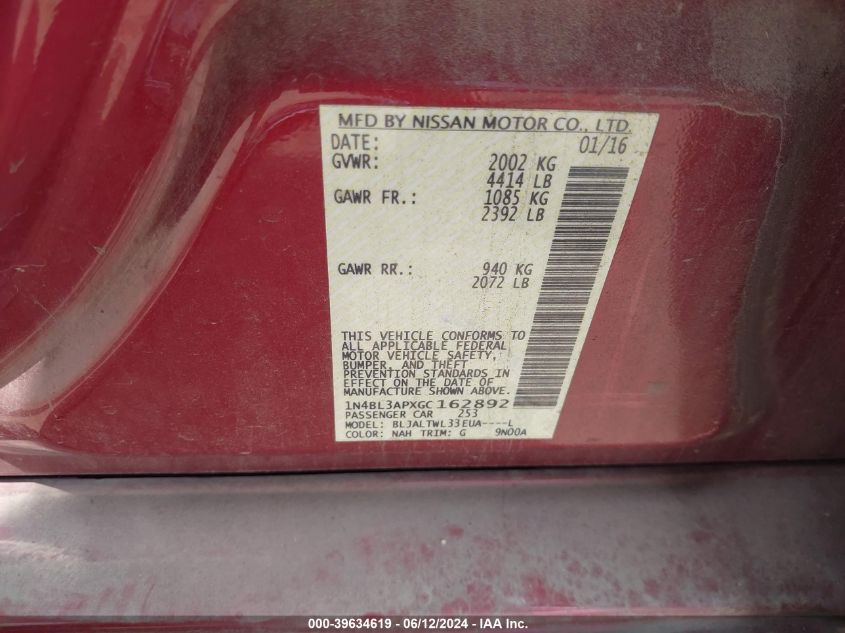 MFD BY NISSAN MOTOR CO., LTD.
DATE: 01/16
GVWR: 2002 KG
4414 LB
GAWR FR.: 1085 KG
2392 LB
GAWR RR.: 940 KG
2072 LB
THIS VEHICLE CONFORMS TO
ALL APPLICABLE FEDERAL
MOTOR VEHICLE SAFETY,
BUMPER, AND THEFT
PREVENTION STANDARDS IN
EFFECT ON THE DATE OF
MANUFACTURE SHOWN ABOVE.
1N4BL3APXGC162892
PASSENGER CAR 253
MODEL: BLJALTWL33EUA----L
COLOR: NAH TRIM: G 9N00A
000-39634619 - 06/12/2024 - IAA Inc.